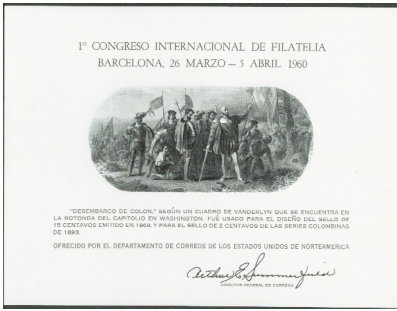 1º CONGRESO INTERNACIONAL DE FILATELIA
BARCELONA, 26 MARZO – 5 ABRIL 1960
"DESEMBARCO DE COLON," SEGÚN UN CUADRO DE VANDERLYN QUE SE ENCUENTRA EN
LA ROTONDA DEL CAPITOLIO EN WASHINGTON, FUÉ USADO PARA EL DISEÑO DEL SELLO DE
15 CENTAVOS EMITIDO EN 1869, Y PARA EL SELLO DE 2 CENTAVOS DE LAS SERIES COLOMBINAS
DE 1893.
OFRECIDO POR EL DEPARTAMENTO DE CORREOS DE LOS ESTADOS UNIDOS DE NORTEAMERICA
Arthur E. Summerfield
DIRECTOR GENERAL DE CORREOS